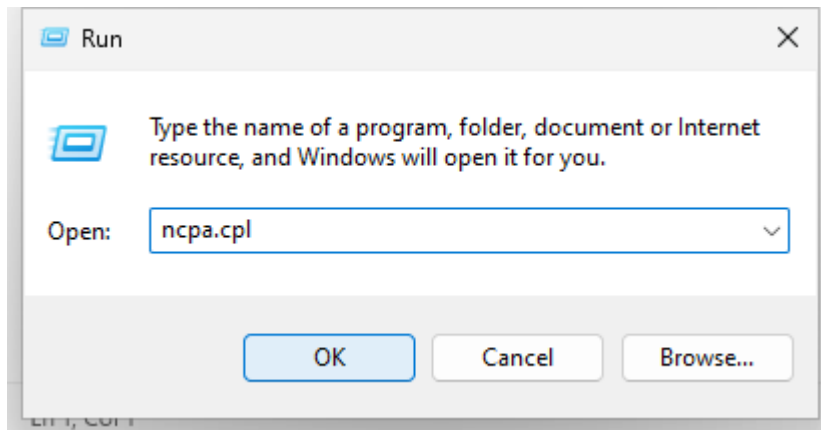 Run
Type the name of a program, folder, document or Internet
resource, and Windows will open it for you.
Open: ncpa.cpl
OK Cancel Browse...